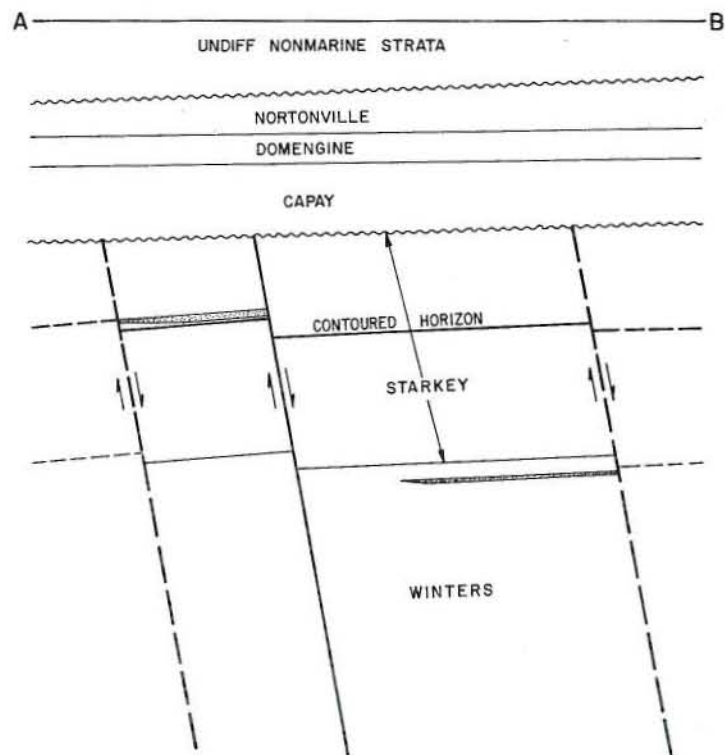 A B
UNDIFF NONMARINE STRATA
NORTONVILLE
DOMENGINE
CAPAY
CONTOURED HORIZON
STARKEY
WINTERS